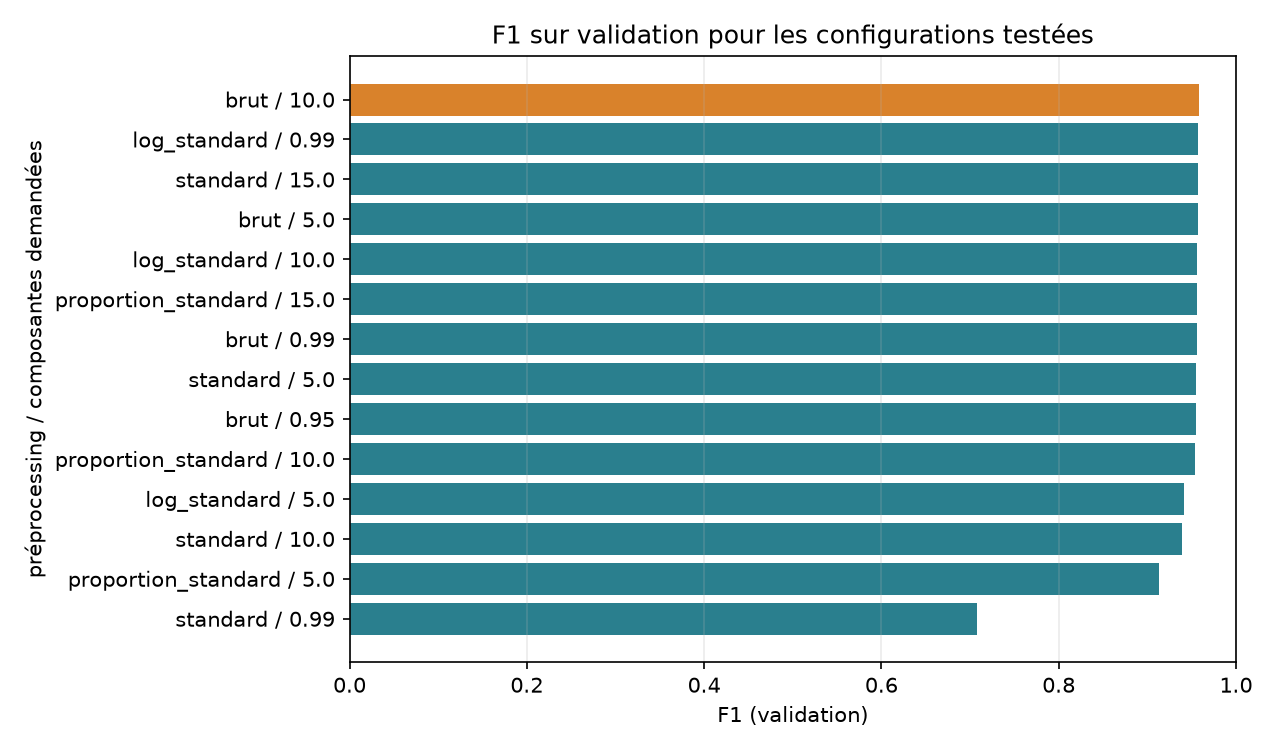 F1 sur validation pour les configurations testées
préprocessing / composantes demandées
brut / 10.0
log_standard / 0.99
standard / 15.0
brut / 5.0
log_standard / 10.0
proportion_standard / 15.0
brut / 0.99
standard / 5.0
brut / 0.95
proportion_standard / 10.0
log_standard / 5.0
standard / 10.0
proportion_standard / 5.0
standard / 0.99
0.0 0.2 0.4 0.6 0.8 1.0
F1 (validation)